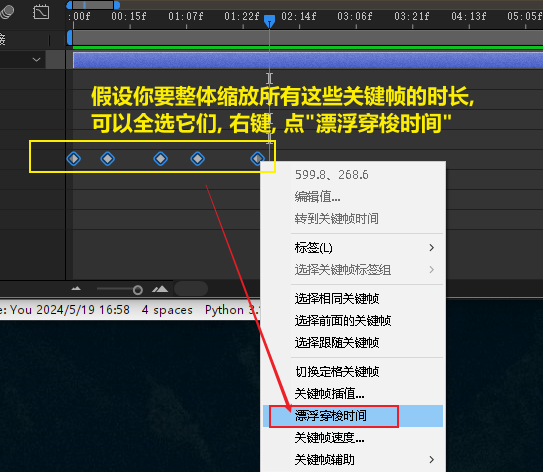 :00f 00:15f 01:07f 01:22f 02:14f 03:06f 03:21f 04:13f 05:05f
接
假设你要整体缩放所有这些关键帧的时长,
可以全选它们, 右键, 点"漂浮穿梭时间"
599.8、268.6
编辑值...
转到关键帧时间
标签(L)
选择关键帧标签组
选择相同关键帧
选择前面的关键帧
选择跟随关键帧
切换定格关键帧
关键帧插值...
漂浮穿梭时间
关键帧速度...
关键帧辅助
e: You 2024/5/19 16:58 4 spaces Python 3.